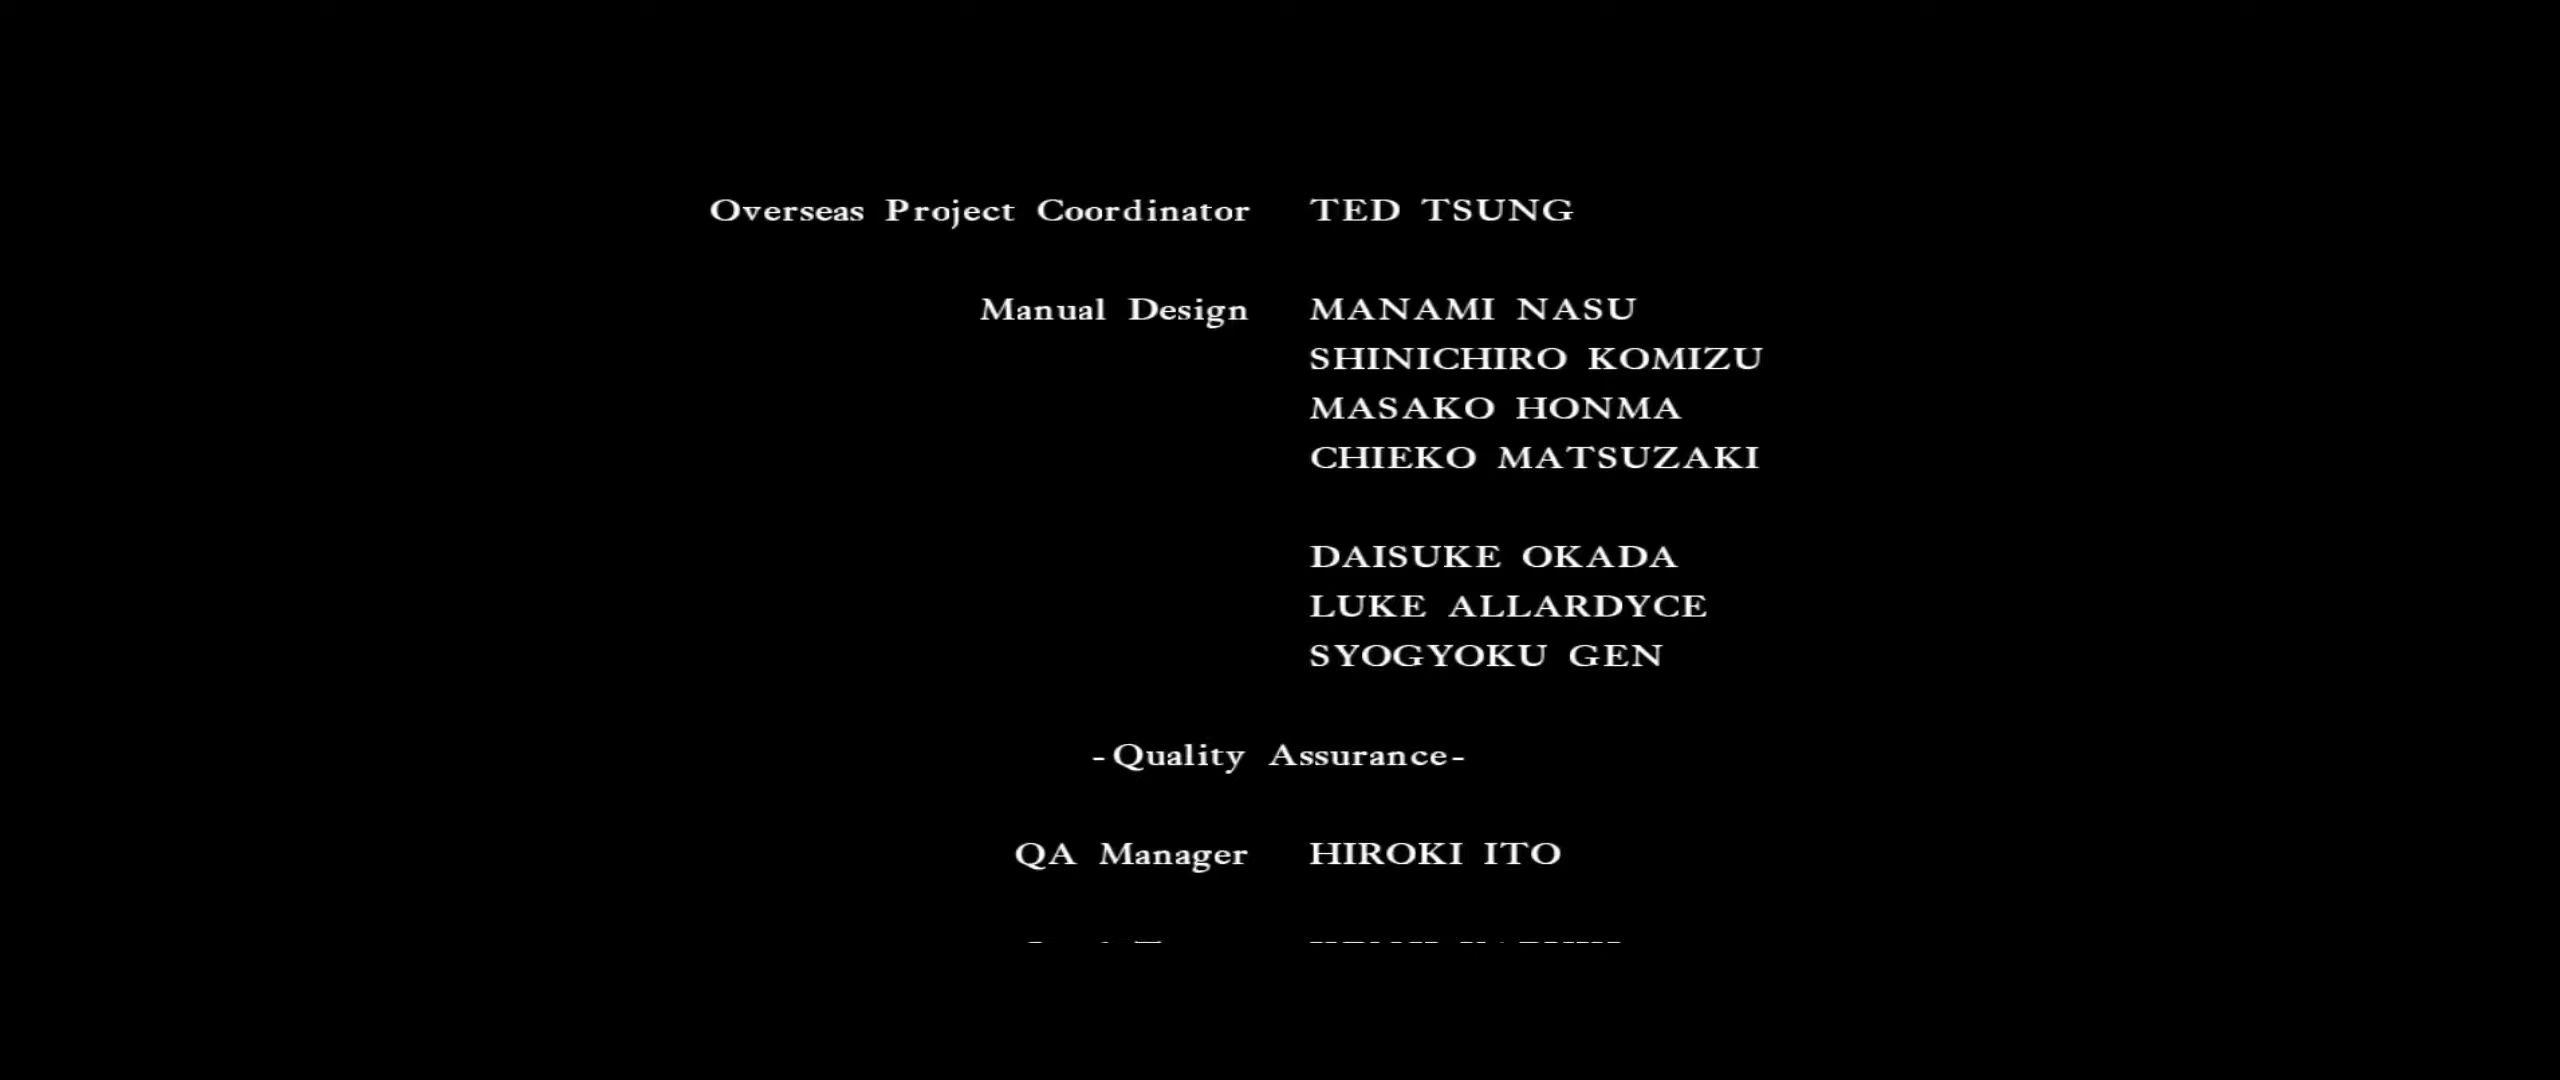 Overseas Project Coordinator TED TSUNG
Manual Design MANAMI NASU
SHINICHIRO KOMIZU
MASAKO HONMA
CHIEKO MATSUZAKI
DAISUKE OKADA
LUKE ALLARDYCE
SYOGYOKU GEN
-Quality Assurance-
QA Manager HIROKI ITO